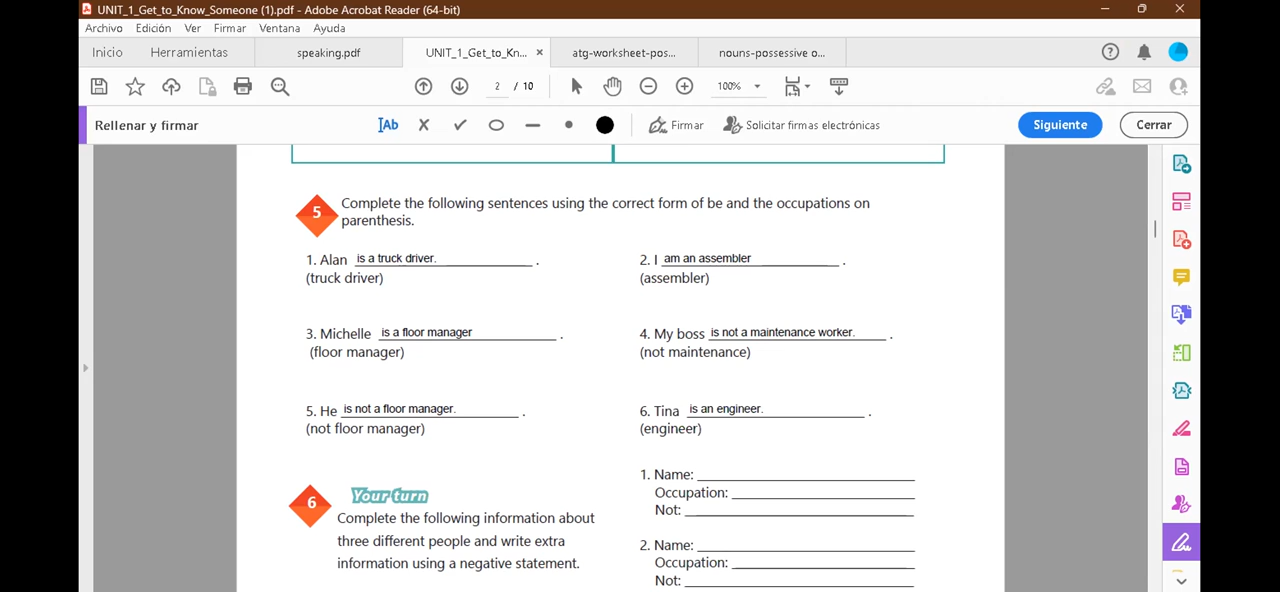 UNIT_1_Get_to_Know_Someone (1).pdf - Adobe Acrobat Reader (64-bit)
Archivo Edición Ver Firmar Ventana Ayuda
Inicio Herramientas speaking.pdf UNIT_1_Get_to_Kn... atg-worksheet-pos... nouns-possessive o...
2 / 10 100%
Rellenar y firmar Ab Firmar Solicitar firmas electrónicas Siguiente Cerrar
5 Complete the following sentences using the correct form of be and the occupations on
parenthesis.
1. Alan is a truck driver. .
(truck driver)
2. I am an assembler .
(assembler)
3. Michelle is a floor manager .
(floor manager)
4. My boss is not a maintenance worker. .
(not maintenance)
5. He is not a floor manager. .
(not floor manager)
6. Tina is an engineer. .
(engineer)
6 Your turn
Complete the following information about
three different people and write extra
information using a negative statement.
1. Name:
Occupation:
Not:
2. Name:
Occupation:
Not: